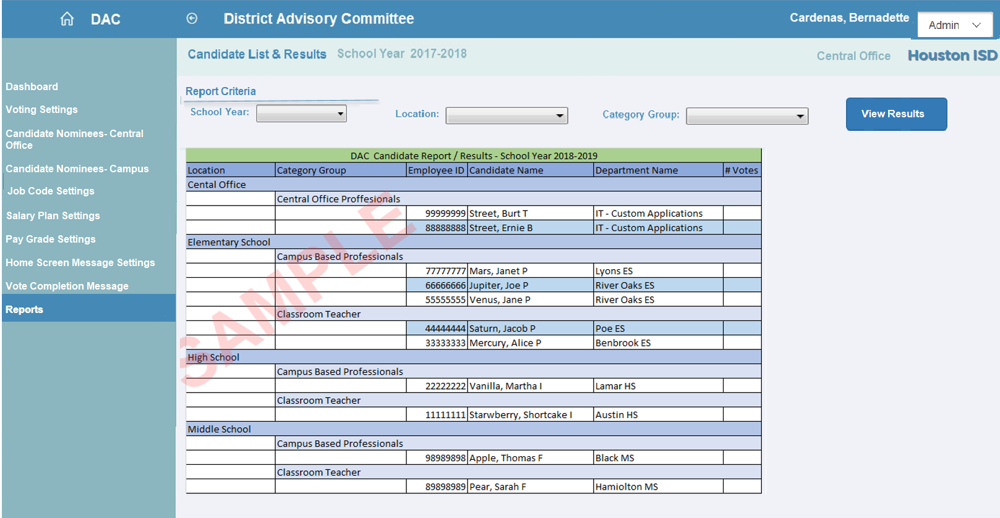 DAC
District Advisory Committee
Cardenas, Bernadette
Admin
Candidate List & Results School Year 2017-2018
Central Office Houston ISD
Dashboard
Voting Settings
Candidate Nominees- Central
Office
Candidate Nominees- Campus
Job Code Settings
Salary Plan Settings
Pay Grade Settings
Home Screen Message Settings
Vote Completion Message
Reports
Report Criteria
School Year: Location: Category Group:
View Results
DAC Candidate Report / Results - School Year 2018-2019
Location Category Group Employee ID Candidate Name Department Name # Votes
Cental Office
Central Office Proffesionals
99999999 Street, Burt T IT - Custom Applications
88888888 Street, Ernie B IT - Custom Applications
Elementary School
Campus Based Professionals
77777777 Mars, Janet P Lyons ES
66666666 Jupiter, Joe P River Oaks ES
55555555 Venus, Jane P River Oaks ES
Classroom Teacher
44444444 Saturn, Jacob P Poe ES
33333333 Mercury, Alice P Benbrook ES
High School
Campus Based Professionals
22222222 Vanilla, Martha I Lamar HS
Classroom Teacher
11111111 Starwberry, Shortcake I Austin HS
Middle School
Campus Based Professionals
98989898 Apple, Thomas F Black MS
Classroom Teacher
89898989 Pear, Sarah F Hamiolton MS
SAMPLE